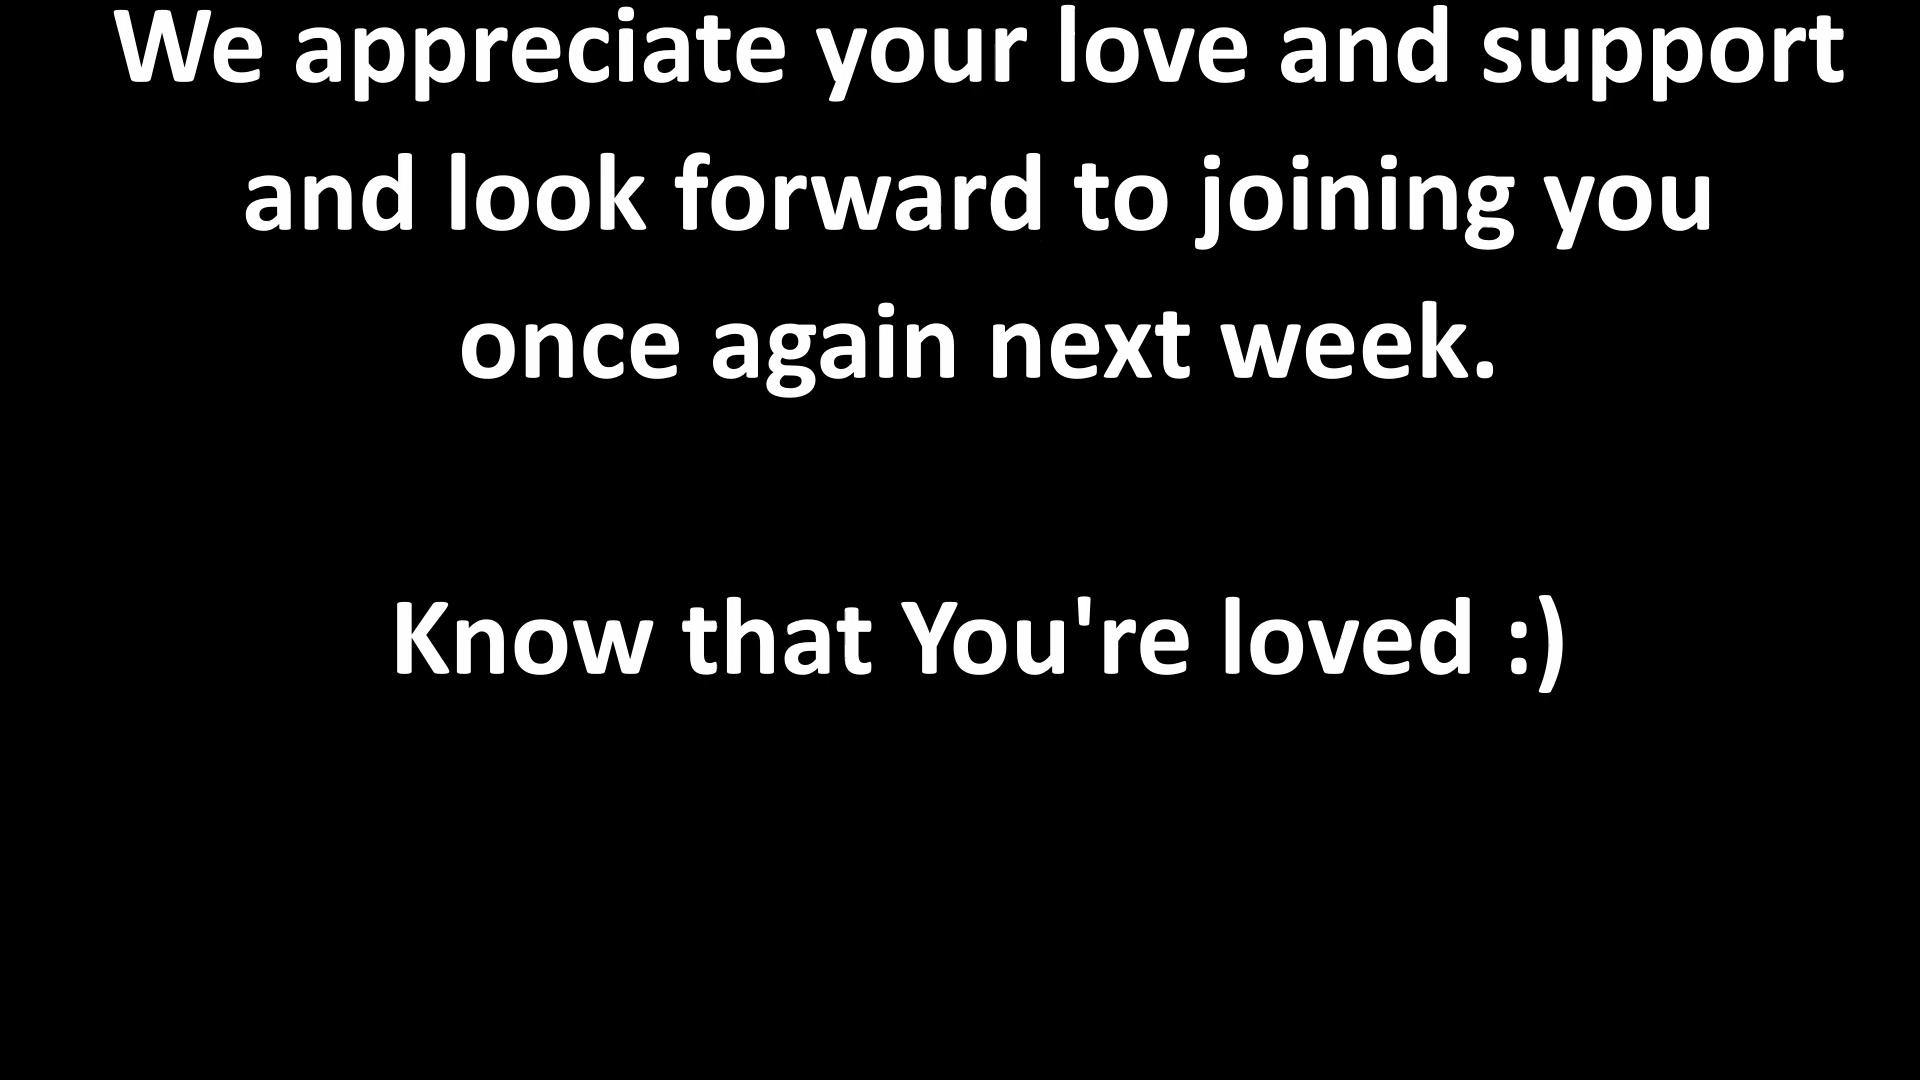 We appreciate your love and support
and look forward to joining you
once again next week.
Know that You're loved :)